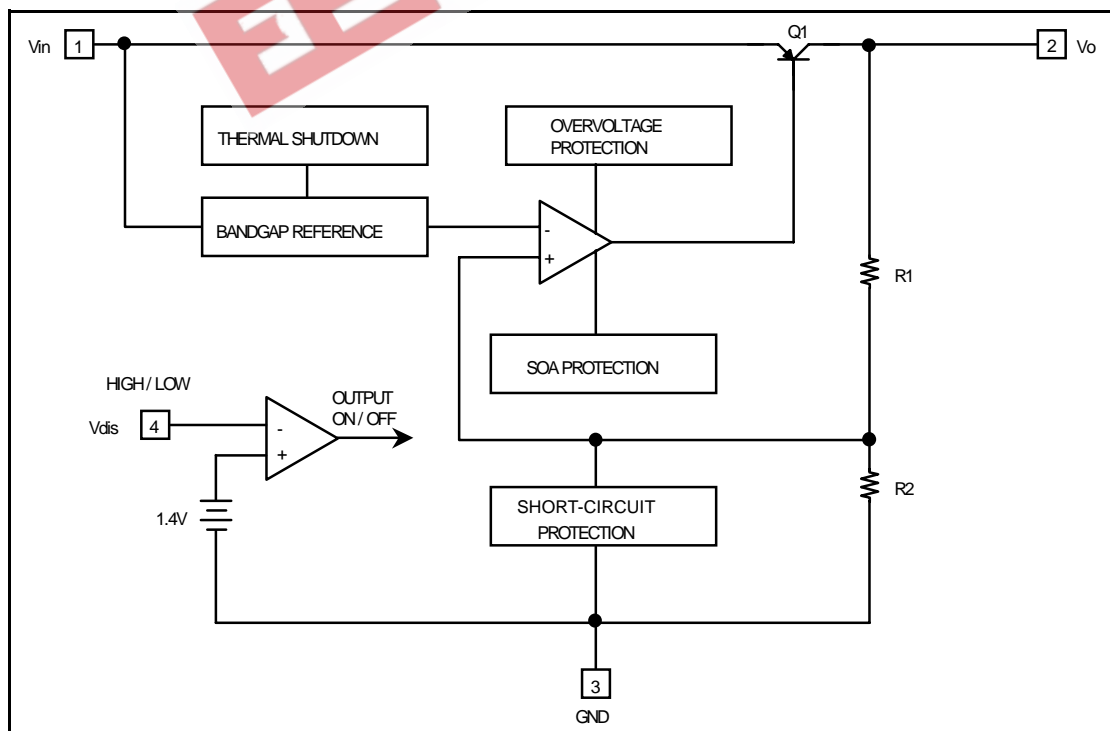 Q1
Vin 1
2 Vo
THERMAL SHUTDOWN
OVERVOLTAGE
PROTECTION
BANDGAP REFERENCE
-
+
R1
SOA PROTECTION
HIGH / LOW
Vdis 4
OUTPUT
ON / OFF
-
+
R2
1.4V
SHORT-CIRCUIT
PROTECTION
3
GND